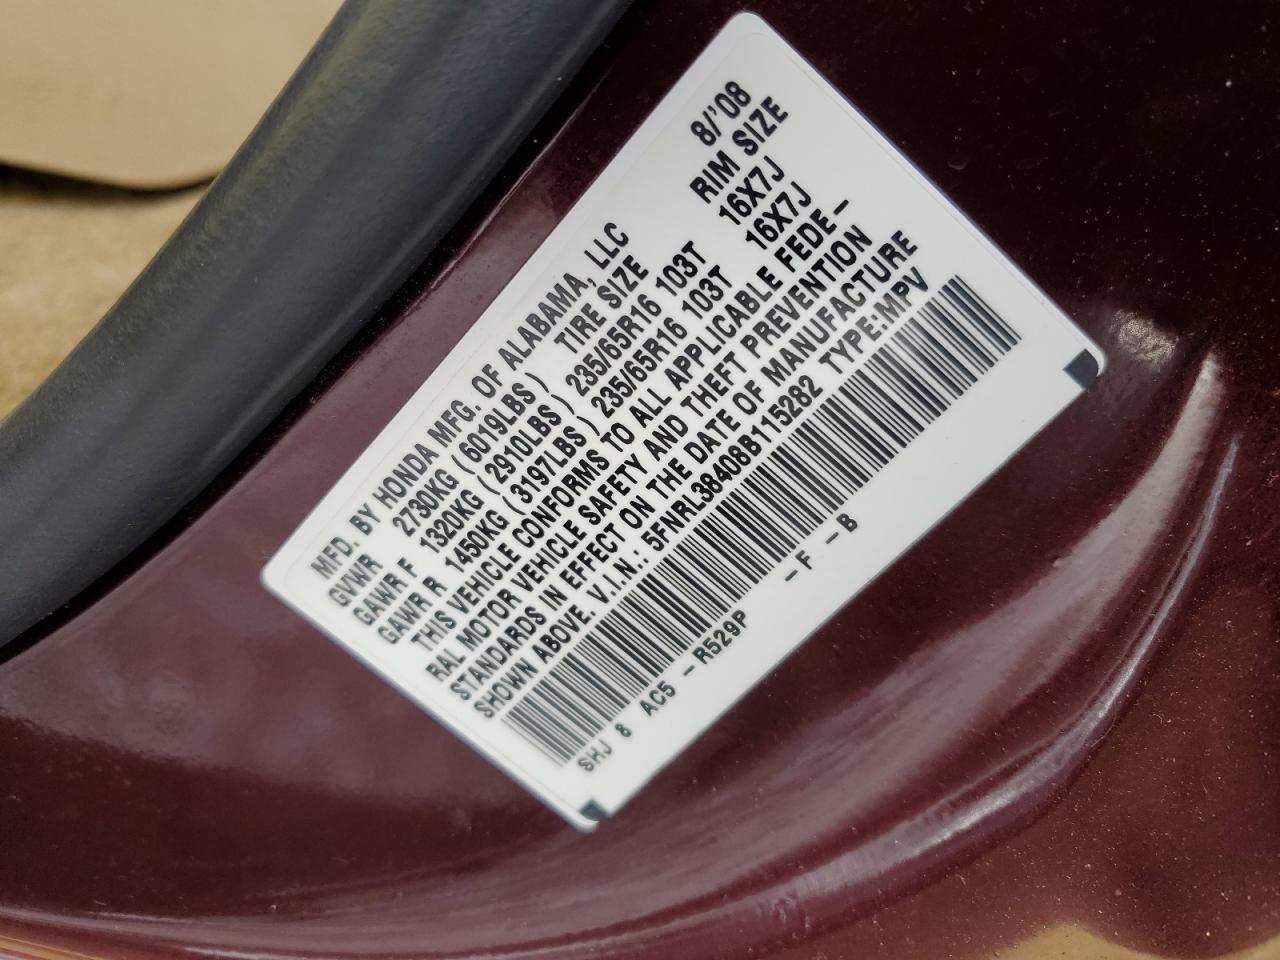 MFD. BY HONDA MFG. OF ALABAMA, LLC 8/'08
GVWR 2730KG (6019LBS) TIRE SIZE RIM SIZE
GAWR F 1320KG (2910LBS) 235/65R16 103T 16X7J
GAWR R 1450KG (3197LBS) 235/65R16 103T 16X7J
THIS VEHICLE CONFORMS TO ALL APPLICABLE FEDE-
RAL MOTOR VEHICLE SAFETY AND THEFT PREVENTION
STANDARDS IN EFFECT ON THE DATE OF MANUFACTURE
SHOWN ABOVE. V.I.N.: 5FNRL38408B115282 TYPE:MPV
SHJ 8 AC5 - R529P - F - B